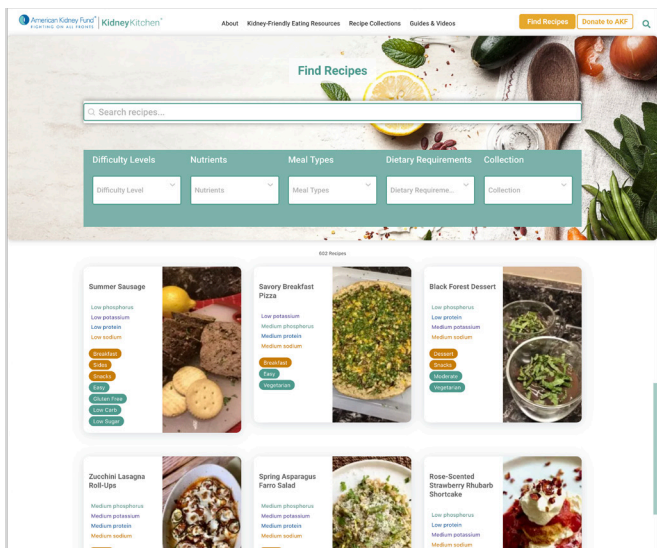 American Kidney Fund® | KidneyKitchen®
FIGHTING ON ALL FRONTS
About Kidney-Friendly Eating Resources Recipe Collections Guides & Videos
Find Recipes Donate to AKF
Find Recipes
Search recipes...
Difficulty Levels Nutrients Meal Types Dietary Requirements Collection
Difficulty Level Nutrients Meal Types Dietary Requireme... Collection
Recipes
Summer Sausage
Low phosphorus
Low potassium
Low protein
Low sodium
Breakfast
Sides
Snacks
Easy
Gluten Free
Low Carb
Low Sugar
Savory Breakfast
Pizza
Low potassium
Medium phosphorus
Medium protein
Medium sodium
Breakfast
Easy
Vegetarian
Black Forest Dessert
Low phosphorus
Low protein
Medium potassium
Medium sodium
Dessert
Snacks
Moderate
Vegetarian
Zucchini Lasagna
Roll-Ups
Medium phosphorus
Medium potassium
Medium protein
Medium sodium
Spring Asparagus
Farro Salad
Medium phosphorus
Medium potassium
Medium protein
Medium sodium
Rose-Scented
Strawberry Rhubarb
Shortcake
Low phosphorus
Low protein
Medium potassium
Medium sodium